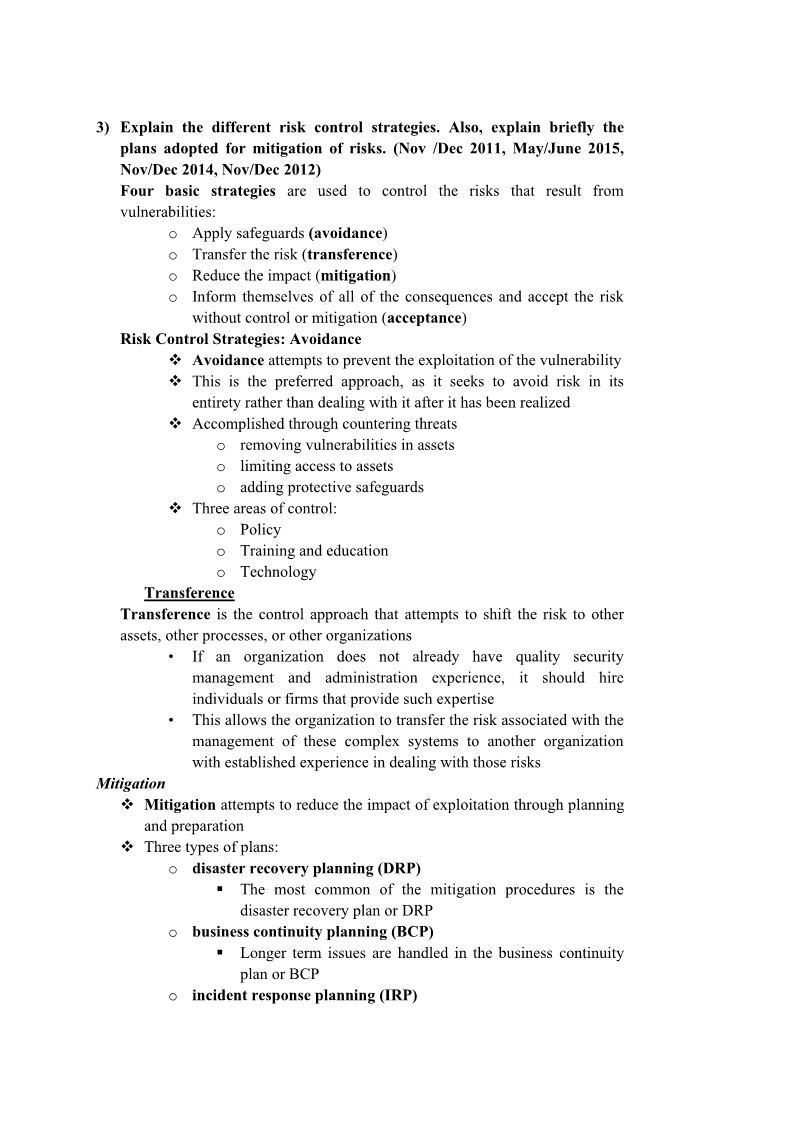 3) Explain the different risk control strategies. Also, explain briefly the
plans adopted for mitigation of risks. (Nov /Dec 2011, May/June 2015,
Nov/Dec 2014, Nov/Dec 2012)
Four basic strategies are used to control the risks that result from
vulnerabilities:
o Apply safeguards (avoidance)
o Transfer the risk (transference)
o Reduce the impact (mitigation)
o Inform themselves of all of the consequences and accept the risk
without control or mitigation (acceptance)
Risk Control Strategies: Avoidance
❖ Avoidance attempts to prevent the exploitation of the vulnerability
❖ This is the preferred approach, as it seeks to avoid risk in its
entirety rather than dealing with it after it has been realized
❖ Accomplished through countering threats
o removing vulnerabilities in assets
o limiting access to assets
o adding protective safeguards
❖ Three areas of control:
o Policy
o Training and education
o Technology
Transference
Transference is the control approach that attempts to shift the risk to other
assets, other processes, or other organizations
• If an organization does not already have quality security
management and administration experience, it should hire
individuals or firms that provide such expertise
• This allows the organization to transfer the risk associated with the
management of these complex systems to another organization
with established experience in dealing with those risks
Mitigation
❖ Mitigation attempts to reduce the impact of exploitation through planning
and preparation
❖ Three types of plans:
o disaster recovery planning (DRP)
▪ The most common of the mitigation procedures is the
disaster recovery plan or DRP
o business continuity planning (BCP)
▪ Longer term issues are handled in the business continuity
plan or BCP
o incident response planning (IRP)